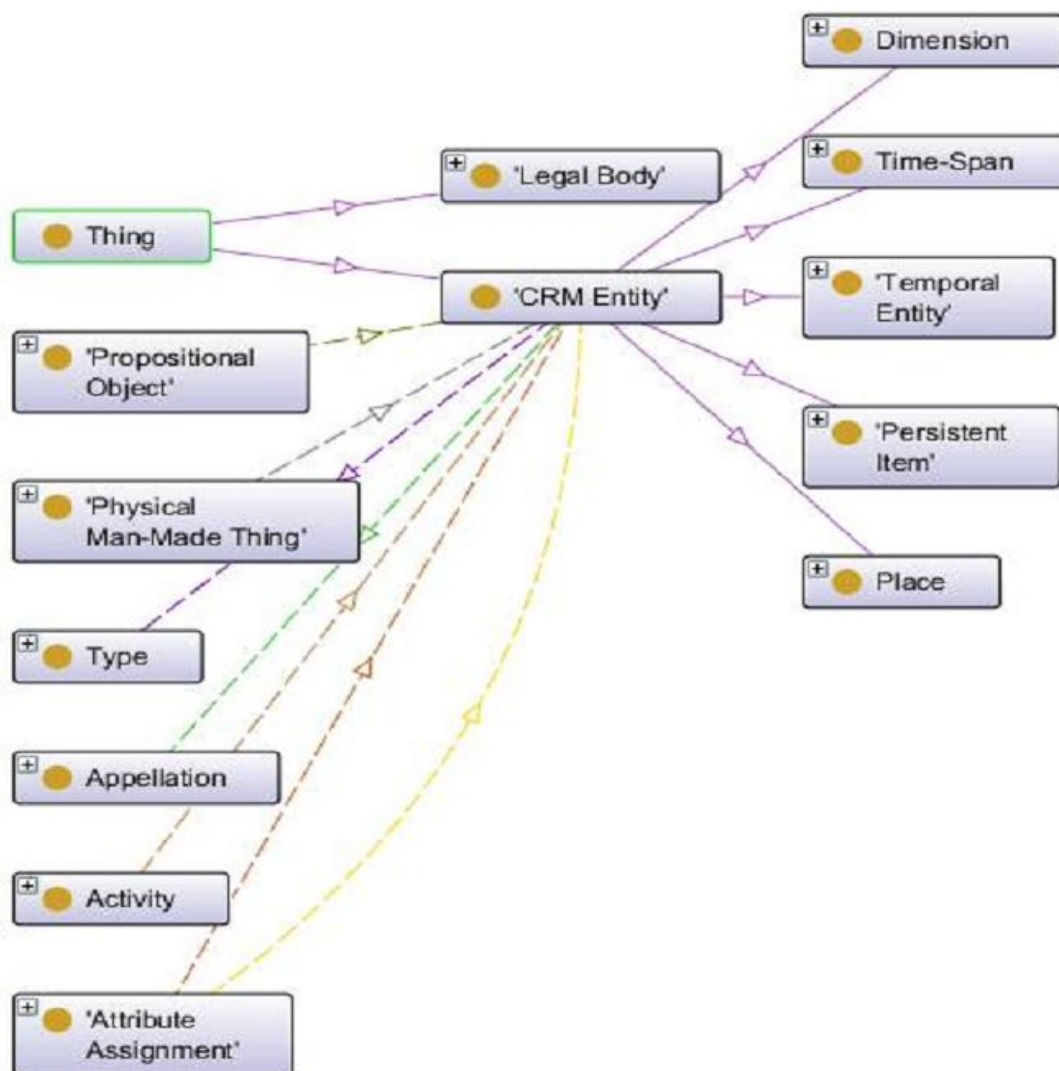 Dimension
Time-Span
'Legal Body'
Thing
'CRM Entity'
'Temporal
Entity'
'Propositional
Object'
'Persistent
Item'
'Physical
Man-Made Thing'
Place
Type
Appellation
Activity
'Attribute
Assignment'